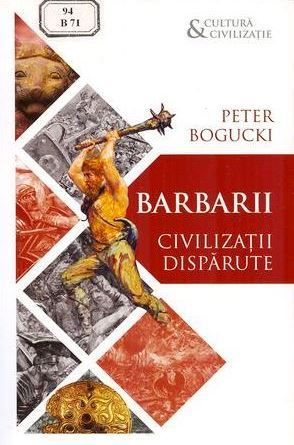 94
B 71
& CULTURĂ
CIVILIZAȚIE
PETER
BOGUCKI
BARBARII
CIVILIZAȚII
DISPĂRUTE